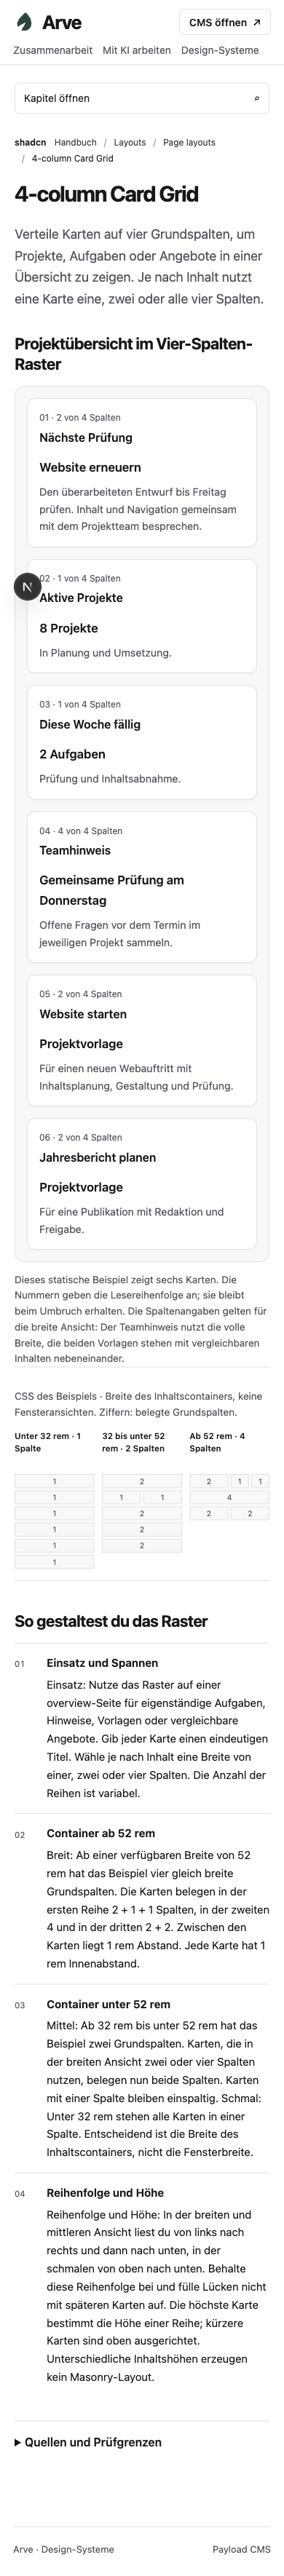 Arve
CMS öffnen ↗
Zusammenarbeit Mit KI arbeiten Design-Systeme
Kapitel öffnen
shadcn Handbuch / Layouts / Page layouts
/ 4-column Card Grid
4-column Card Grid
Verteile Karten auf vier Grundspalten, um
Projekte, Aufgaben oder Angebote in einer
Übersicht zu zeigen. Je nach Inhalt nutzt
eine Karte eine, zwei oder alle vier Spalten.
Projektübersicht im Vier-Spalten-
Raster
01 · 2 von 4 Spalten
Nächste Prüfung
Website erneuern
Den überarbeiteten Entwurf bis Freitag
prüfen. Inhalt und Navigation gemeinsam
mit dem Projektteam besprechen.
N
02 · 1 von 4 Spalten
Aktive Projekte
8 Projekte
In Planung und Umsetzung.
03 · 1 von 4 Spalten
Diese Woche fällig
2 Aufgaben
Prüfung und Inhaltsabnahme.
04 · 4 von 4 Spalten
Teamhinweis
Gemeinsame Prüfung am
Donnerstag
Offene Fragen vor dem Termin im
jeweiligen Projekt sammeln.
05 · 2 von 4 Spalten
Website starten
Projektvorlage
Für einen neuen Webauftritt mit
Inhaltsplanung, Gestaltung und Prüfung.
06 · 2 von 4 Spalten
Jahresbericht planen
Projektvorlage
Für eine Publikation mit Redaktion und
Freigabe.
Dieses statische Beispiel zeigt sechs Karten. Die
Nummern geben die Lesereihenfolge an; sie bleibt
beim Umbruch erhalten. Die Spaltenangaben gelten für
die breite Ansicht: Der Teamhinweis nutzt die volle
Breite, die beiden Vorlagen stehen mit vergleichbaren
Inhalten nebeneinander.
CSS des Beispiels · Breite des Inhaltscontainers, keine
Fensteransichten. Ziffern: belegte Grundspalten.
Unter 32 rem · 1
Spalte
1
1
1
1
1
1
32 bis unter 52
rem · 2 Spalten
2
1 1
2
2
2
Ab 52 rem · 4
Spalten
2 1 1
4
2 2
So gestaltest du das Raster
01 Einsatz und Spannen
Einsatz: Nutze das Raster auf einer
overview-Seite für eigenständige Aufgaben,
Hinweise, Vorlagen oder vergleichbare
Angebote. Gib jeder Karte einen eindeutigen
Titel. Wähle je nach Inhalt eine Breite von
einer, zwei oder vier Spalten. Die Anzahl der
Reihen ist variabel.
02 Container ab 52 rem
Breit: Ab einer verfügbaren Breite von 52
rem hat das Beispiel vier gleich breite
Grundspalten. Die Karten belegen in der
ersten Reihe 2 + 1 + 1 Spalten, in der zweiten
4 und in der dritten 2 + 2. Zwischen den
Karten liegt 1 rem Abstand. Jede Karte hat 1
rem Innenabstand.
03 Container unter 52 rem
Mittel: Ab 32 rem bis unter 52 rem hat das
Beispiel zwei Grundspalten. Karten, die in
der breiten Ansicht zwei oder vier Spalten
nutzen, belegen nun beide Spalten. Karten
mit einer Spalte bleiben einspaltig. Schmal:
Unter 32 rem stehen alle Karten in einer
Spalte. Entscheidend ist die Breite des
Inhaltscontainers, nicht die Fensterbreite.
04 Reihenfolge und Höhe
Reihenfolge und Höhe: In der breiten und
mittleren Ansicht liest du von links nach
rechts und dann nach unten, in der
schmalen von oben nach unten. Behalte
diese Reihenfolge bei und fülle Lücken nicht
mit späteren Karten auf. Die höchste Karte
bestimmt die Höhe einer Reihe; kürzere
Karten sind oben ausgerichtet.
Unterschiedliche Inhaltshöhen erzeugen
kein Masonry-Layout.
▶ Quellen und Prüfgrenzen
Arve · Design-Systeme
Payload CMS